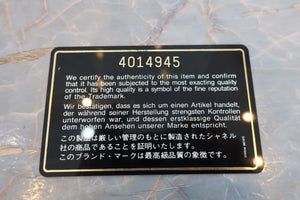 4014945
We certify the authenticity of this item and confirm
that it has been subjected to the most exacting quality
control. Its high quality is a symbol of the fine reputation
of the Trademark.
Wir bestätigen, dass es sich um einen Artikel handelt,
der während seiner Herstellung strengsten Kontrollen
unterworfen war, und dessen erstklassige Qualität
dem hohen Ansehen unserer Marke entspricht.
この製品は厳しい管理のもとに製造されたシャネル
社の商品であることを証明いたします。
このブランド・マークは最高級品質の象徴です。